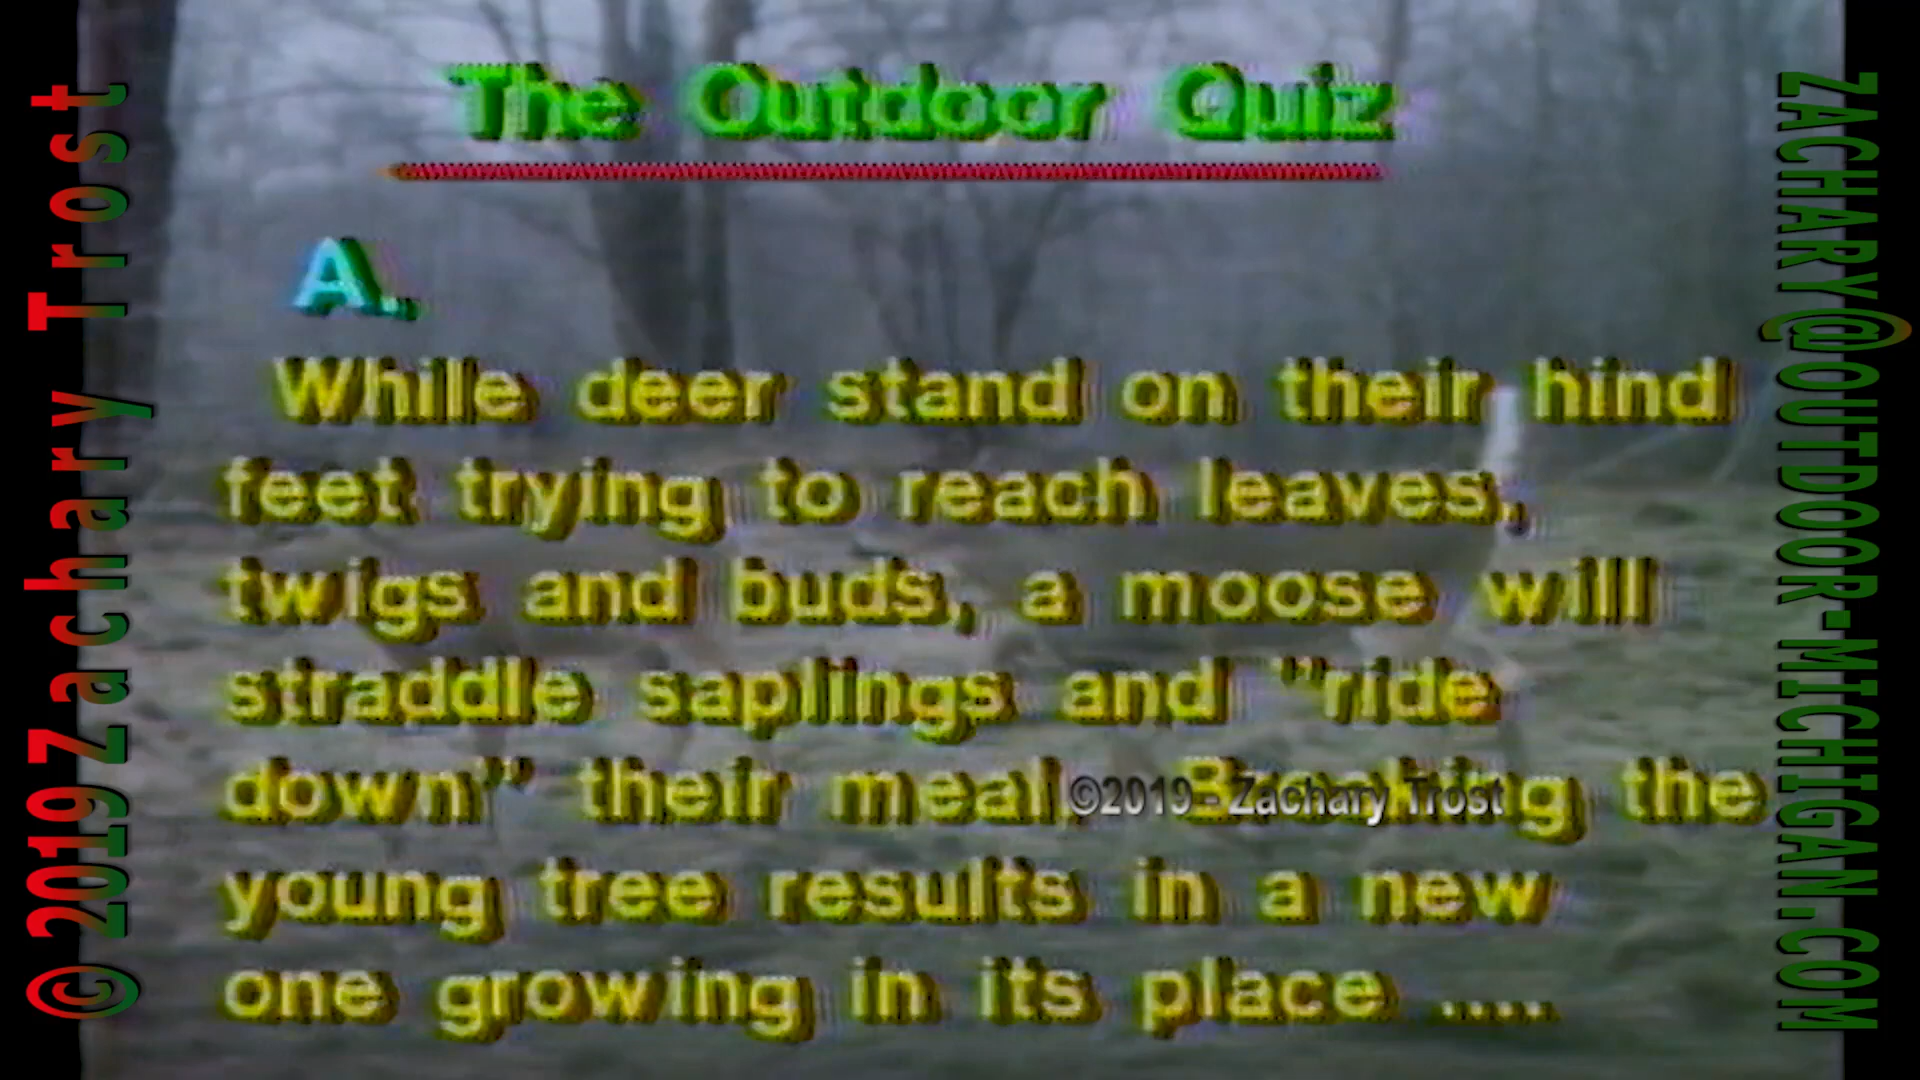 The Outdoor Quiz
A.
While deer stand on their hind
feet trying to reach leaves,
twigs and buds, a moose will
straddle saplings and "ride
down" their meal. Breaking the
young tree results in a new
one growing in its place .....
©2019 - Zachary Trost
© 2019 Zachary Trost
ZACHARY@OUTDOOR-MICHIGAN.COM